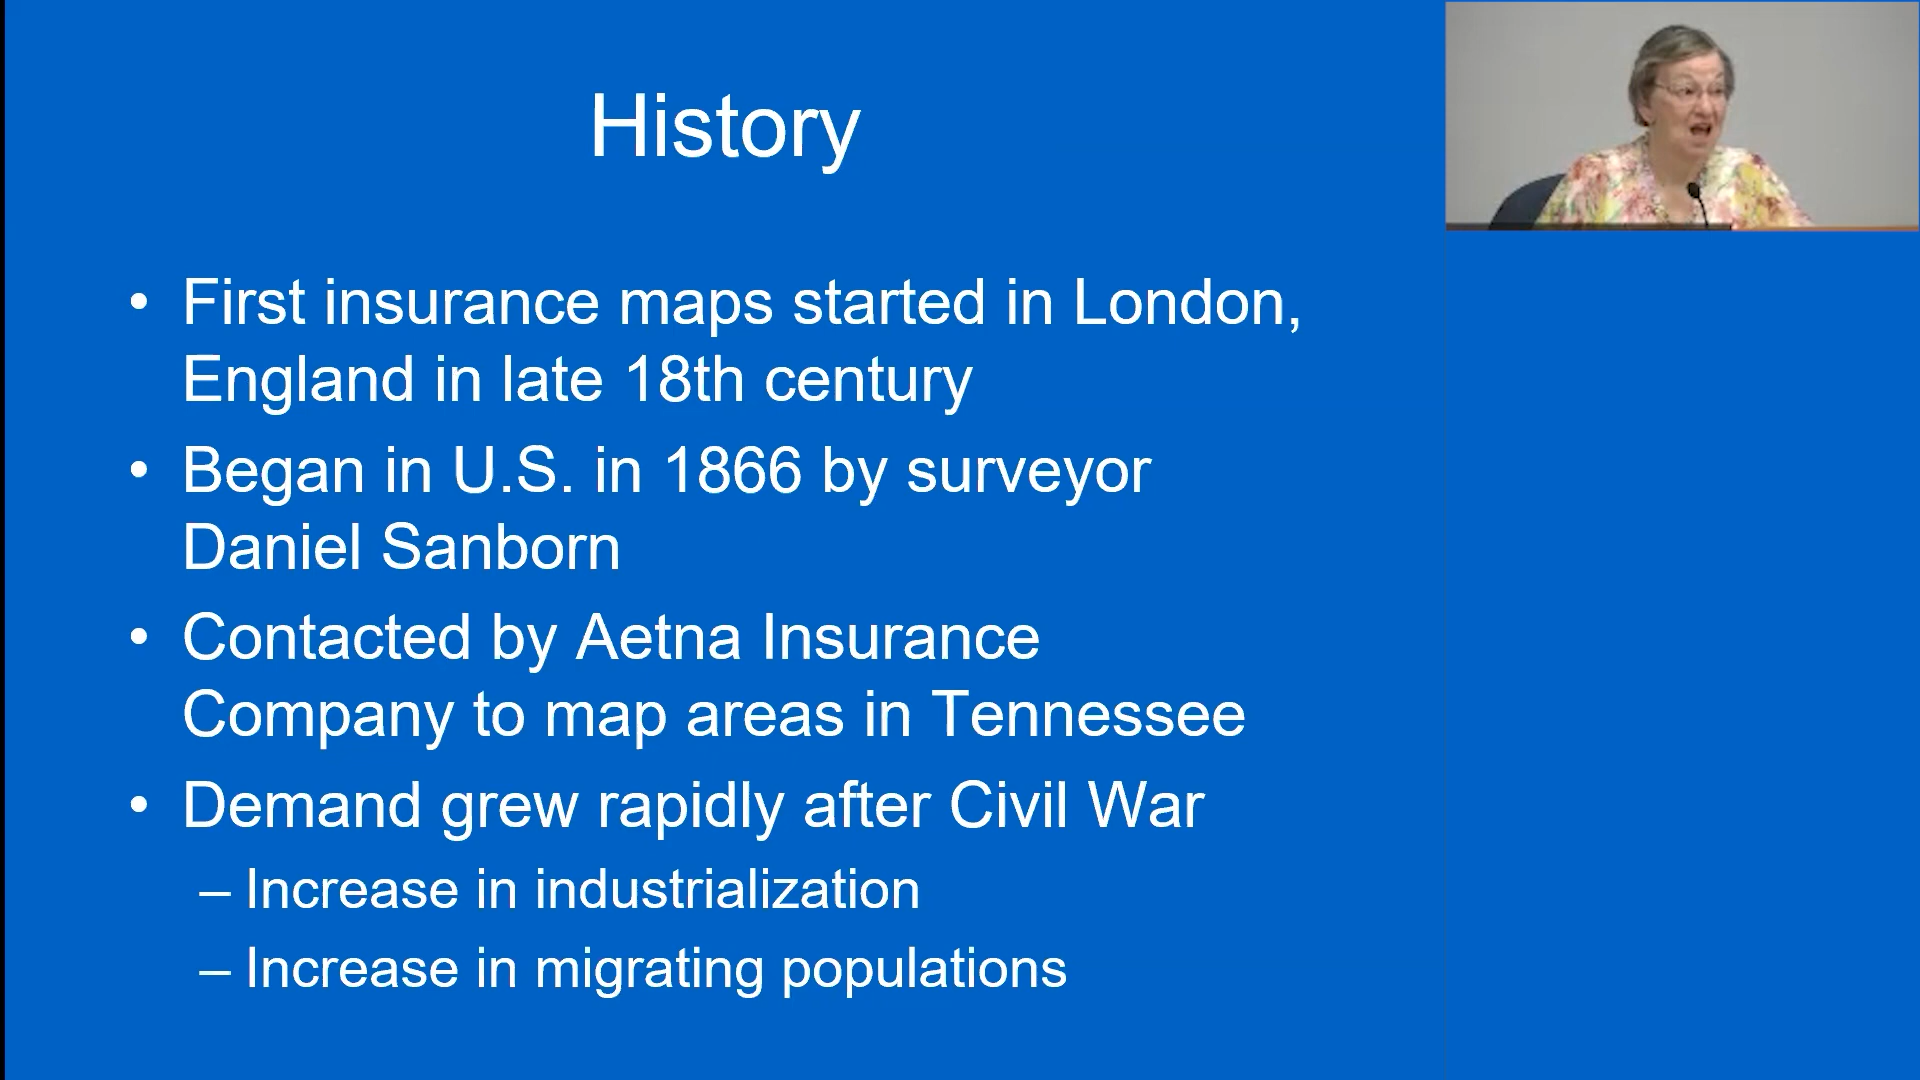 History
• First insurance maps started in London,
England in late 18th century
• Began in U.S. in 1866 by surveyor
Daniel Sanborn
• Contacted by Aetna Insurance
Company to map areas in Tennessee
• Demand grew rapidly after Civil War
– Increase in industrialization
– Increase in migrating populations